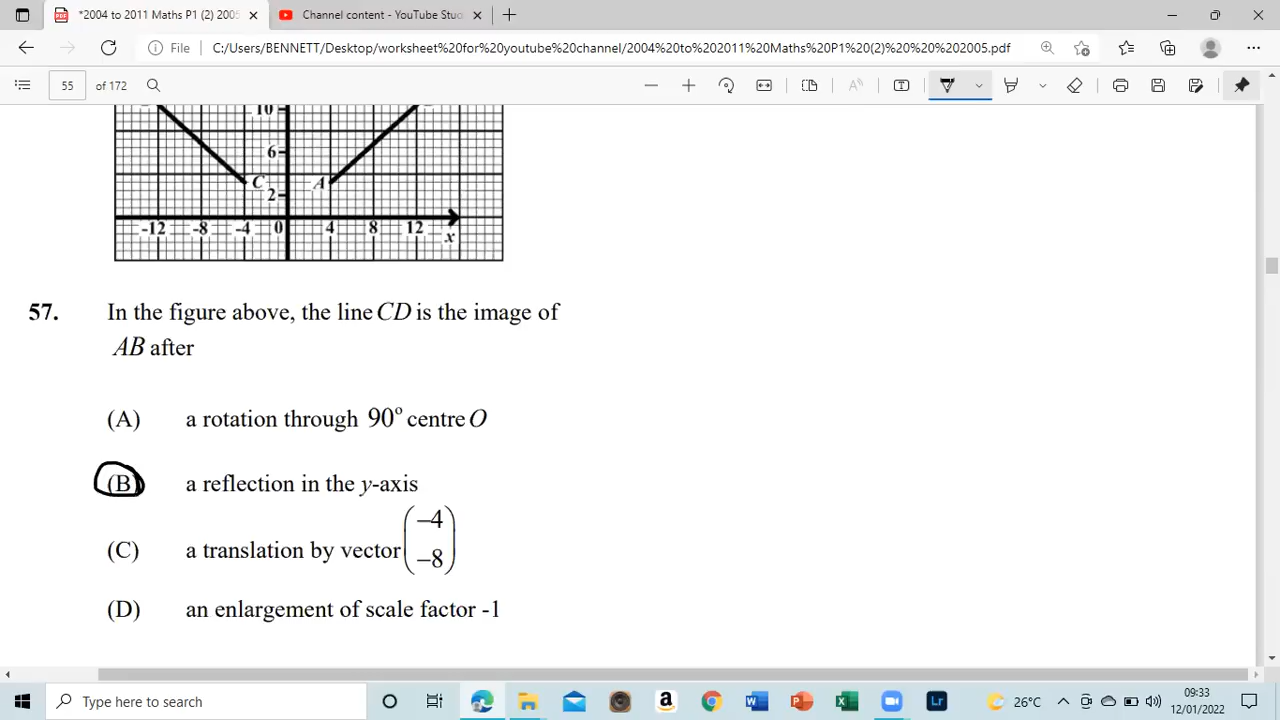 *2004 to 2011 Maths P1 (2) 2005
Channel content - YouTube Stu
File
C:/Users/BENNETT/Desktop/worksheet%20for%20youtube%20channel/2004%20to%202011%20Maths%20P1%20(2)%20%20%202005.pdf
55 of 172
10
6
C A
2
-12 -8 -4 0 4 8 12
x
57. In the figure above, the line CD is the image of
AB after
(A) a rotation through 90° centre O
(B) a reflection in the y-axis
(C) a translation by vector (–4
–8)
(D) an enlargement of scale factor -1
Type here to search
26°C
09:33
12/01/2022